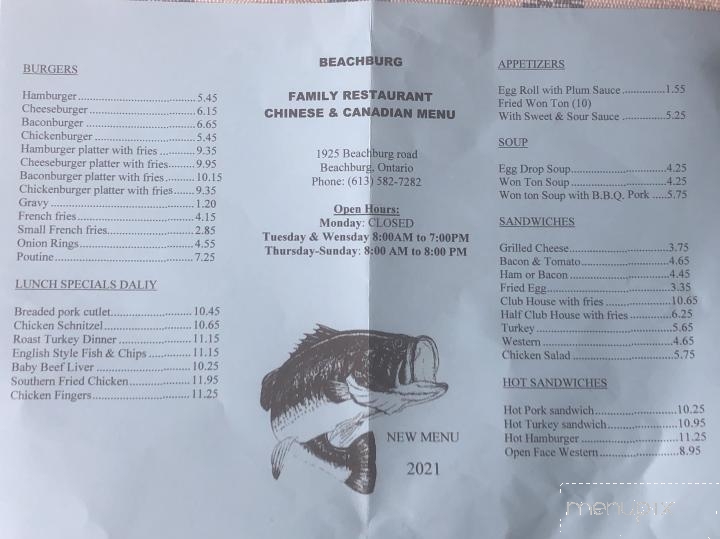 BURGERS
Hamburger 5.45
Cheeseburger 6.15
Baconburger 6.65
Chickenburger 5.45
Hamburger platter with fries 9.35
Cheeseburger platter with fries 9.95
Baconburger platter with fries 10.15
Chickenburger platter with fries 9.35
Gravy 1.20
French fries 4.15
Small French fries 2.85
Onion Rings 4.55
Poutine 7.25
LUNCH SPECIALS DALIY
Breaded pork cutlet 10.45
Chicken Schnitzel 10.65
Roast Turkey Dinner 11.15
English Style Fish & Chips 11.15
Baby Beef Liver 10.25
Southern Fried Chicken 11.95
Chicken Fingers 11.25
BEACHBURG
FAMILY RESTAURANT
CHINESE & CANADIAN MENU
1925 Beachburg road
Beachburg, Ontario
Phone: (613) 582-7282
Open Hours:
Monday: CLOSED
Tuesday & Wensday 8:00AM to 7:00PM
Thursday-Sunday: 8:00 AM to 8:00 PM
NEW MENU
2021
APPETIZERS
Egg Roll with Plum Sauce 1.55
Fried Won Ton (10)
With Sweet & Sour Sauce 5.25
SOUP
Egg Drop Soup 4.25
Won Ton Soup 4.25
Won ton Soup with B.B.Q. Pork 5.75
SANDWICHES
Grilled Cheese 3.75
Bacon & Tomato 4.65
Ham or Bacon 4.45
Fried Egg 3.35
Club House with fries 10.65
Half Club House with fries 6.25
Turkey 5.65
Western 4.65
Chicken Salad 5.75
HOT SANDWICHES
Hot Pork sandwich 10.25
Hot Turkey sandwich 10.95
Hot Hamburger 11.25
Open Face Western 8.95